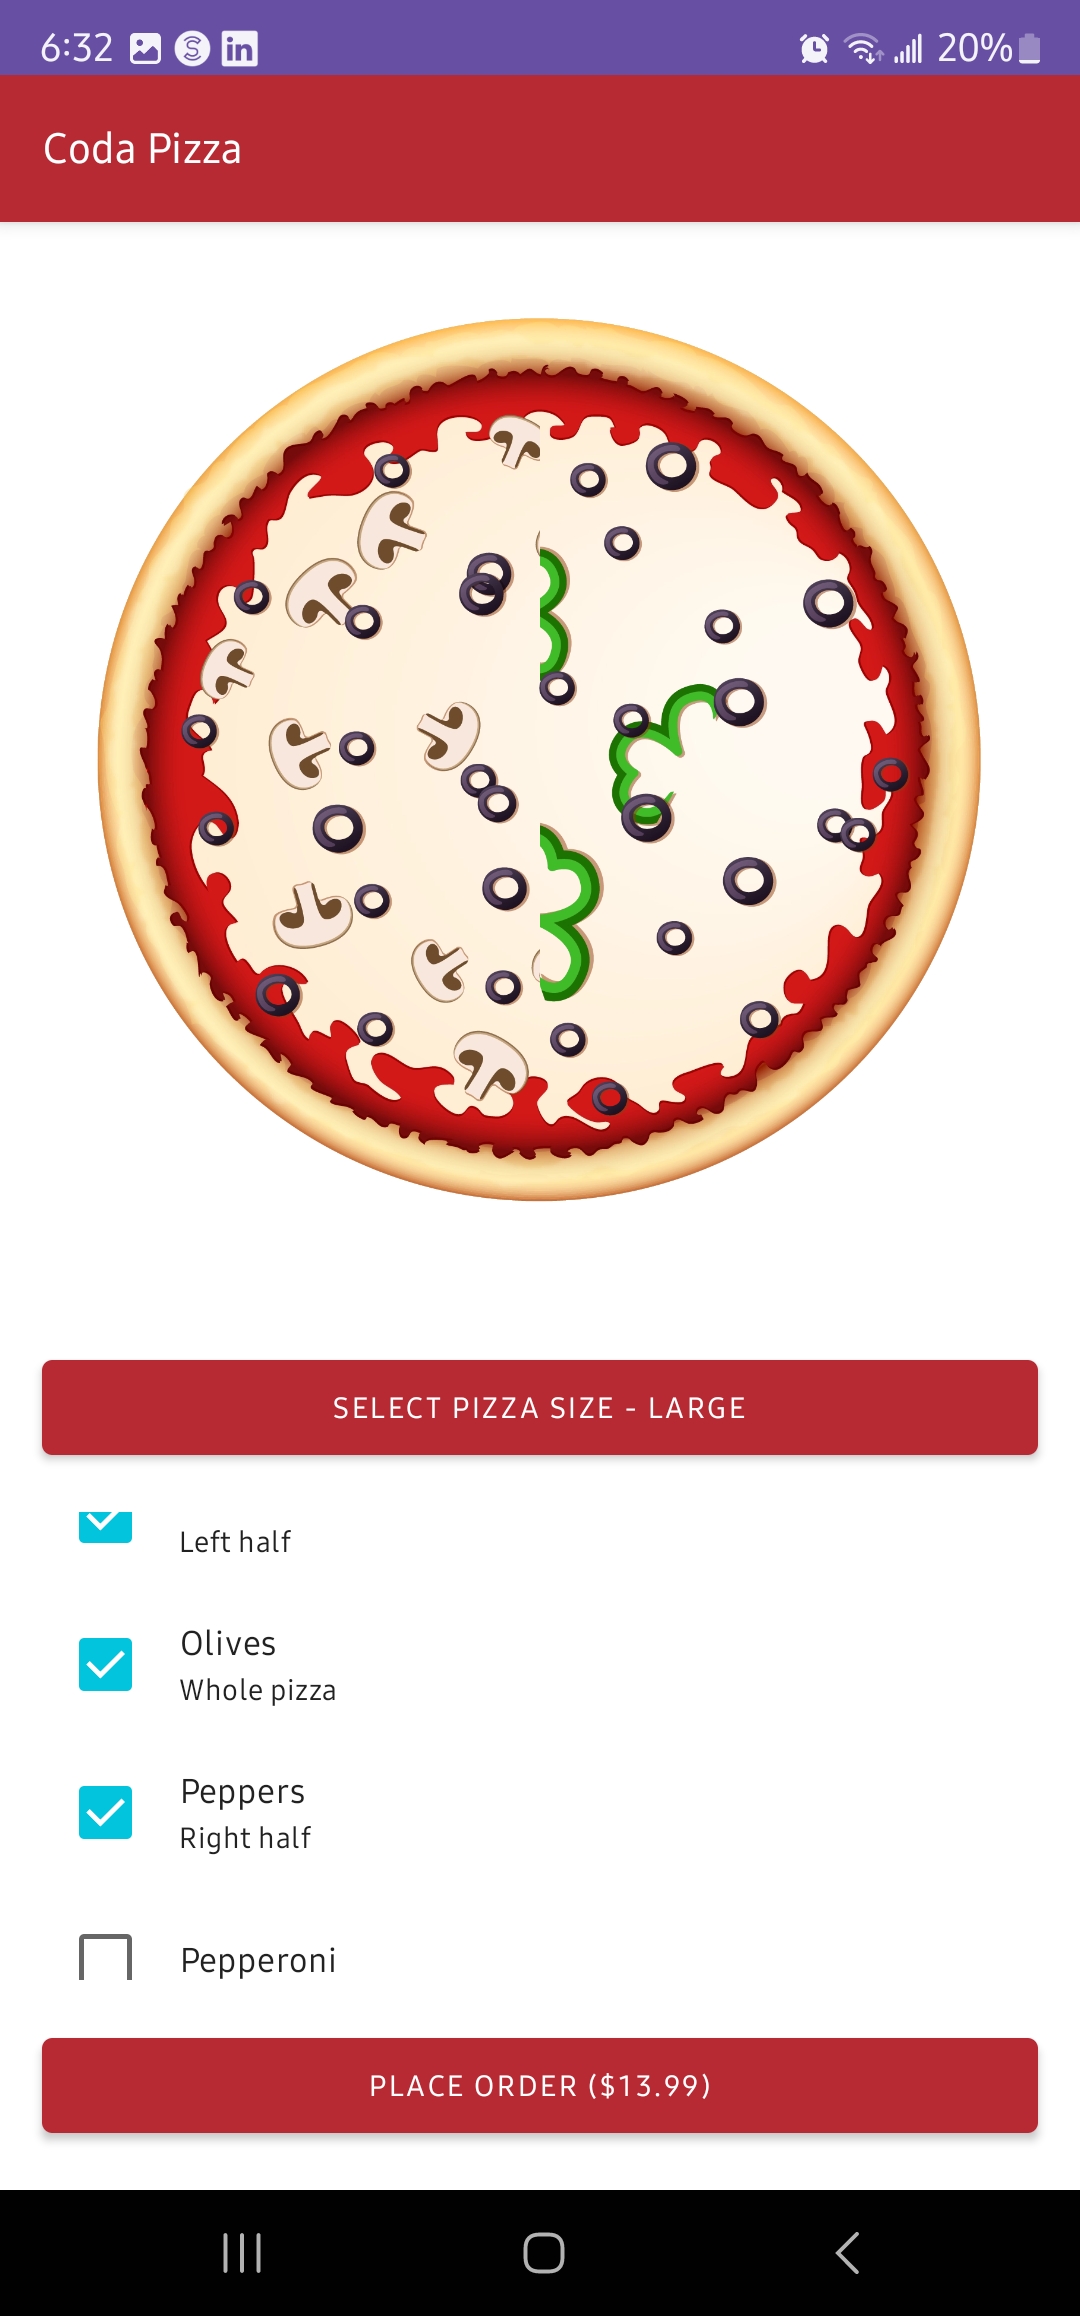 6:32
20%
Coda Pizza
SELECT PIZZA SIZE - LARGE
Left half
Olives
Whole pizza
Peppers
Right half
Pepperoni
PLACE ORDER ($13.99)